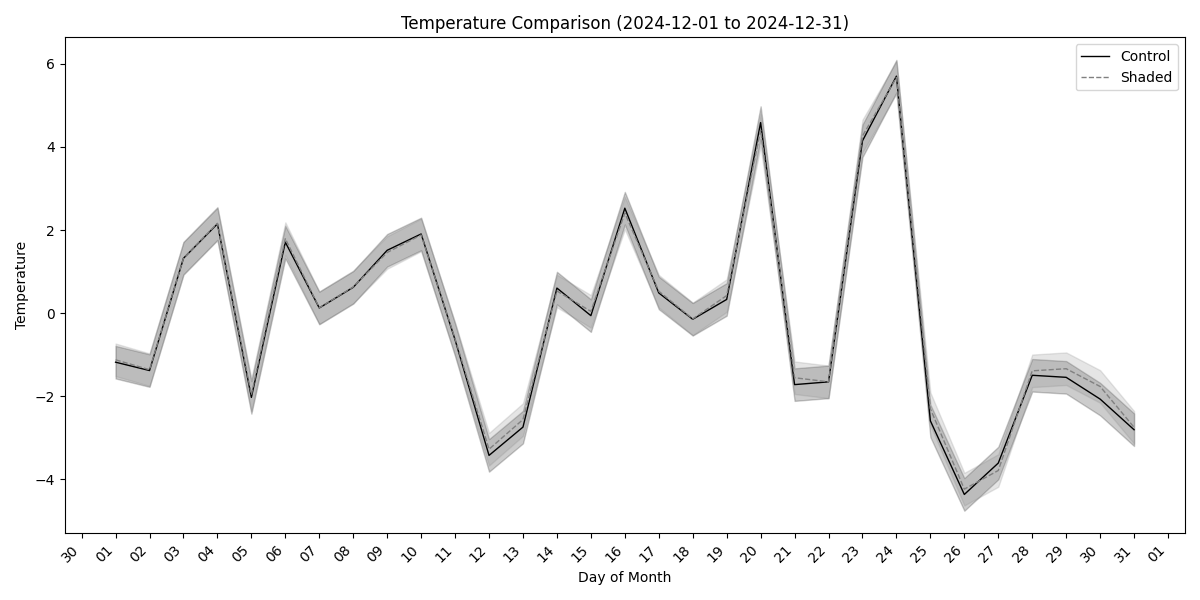 Temperature Comparison (2024-12-01 to 2024-12-31)
Control
Shaded
Temperature
6
4
2
0
−2
−4
30 01 02 03 04 05 06 07 08 09 10 11 12 13 14 15 16 17 18 19 20 21 22 23 24 25 26 27 28 29 30 31 01
Day of Month